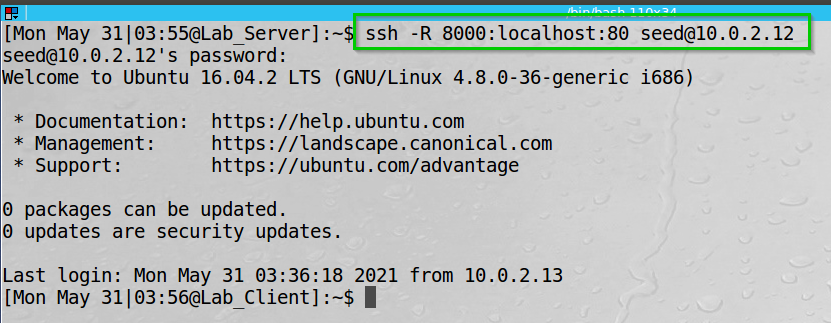 /bin/bash 110x34
[Mon May 31|03:55@Lab_Server]:~$ ssh -R 8000:localhost:80 seed@10.0.2.12
seed@10.0.2.12's password:
Welcome to Ubuntu 16.04.2 LTS (GNU/Linux 4.8.0-36-generic i686)

 * Documentation:  https://help.ubuntu.com
 * Management:     https://landscape.canonical.com
 * Support:        https://ubuntu.com/advantage

0 packages can be updated.
0 updates are security updates.

Last login: Mon May 31 03:36:18 2021 from 10.0.2.13
[Mon May 31|03:56@Lab_Client]:~$